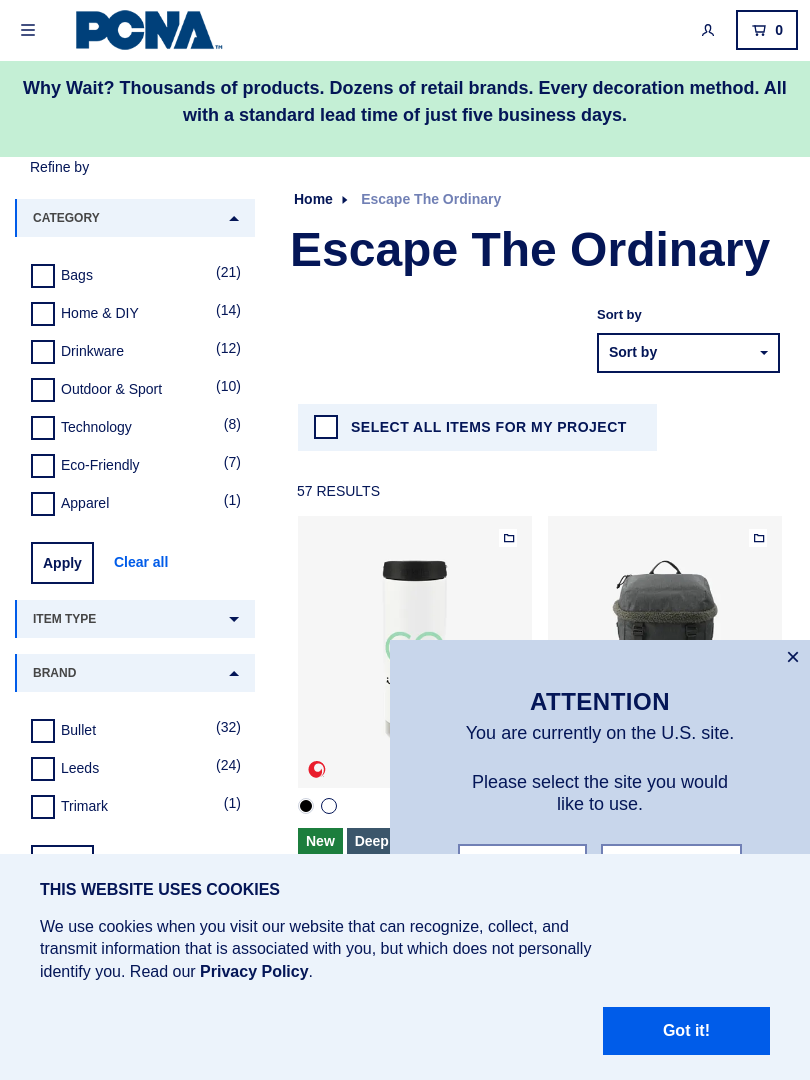 PCNA™
0
Why Wait? Thousands of products. Dozens of retail brands. Every decoration method. All
with a standard lead time of just five business days.
Refine by
CATEGORY
Bags (21)
Home & DIY (14)
Drinkware (12)
Outdoor & Sport (10)
Technology (8)
Eco-Friendly (7)
Apparel (1)
Apply Clear all
ITEM TYPE
BRAND
Bullet (32)
Leeds (24)
Trimark (1)
Home Escape The Ordinary
Escape The Ordinary
Sort by
Sort by
SELECT ALL ITEMS FOR MY PROJECT
57 RESULTS
New Deep
ATTENTION
You are currently on the U.S. site.
Please select the site you would
like to use.
THIS WEBSITE USES COOKIES
We use cookies when you visit our website that can recognize, collect, and
transmit information that is associated with you, but which does not personally
identify you. Read our Privacy Policy.
Got it!